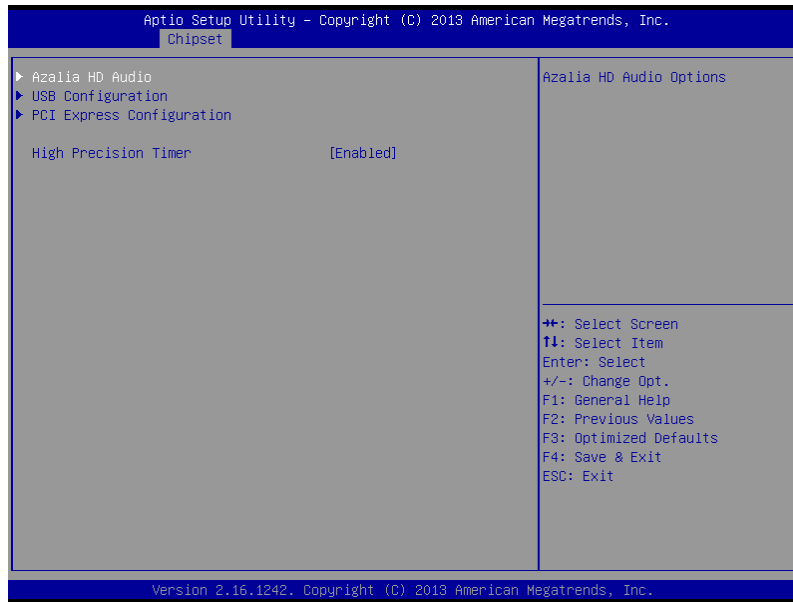 Aptio Setup Utility – Copyright (C) 2013 American Megatrends, Inc.
Chipset
▶ Azalia HD Audio
▶ USB Configuration
▶ PCI Express Configuration
High Precision Timer [Enabled]
Azalia HD Audio Options
→←: Select Screen
↑↓: Select Item
Enter: Select
+/-: Change Opt.
F1: General Help
F2: Previous Values
F3: Optimized Defaults
F4: Save & Exit
ESC: Exit
Version 2.16.1242. Copyright (C) 2013 American Megatrends, Inc.